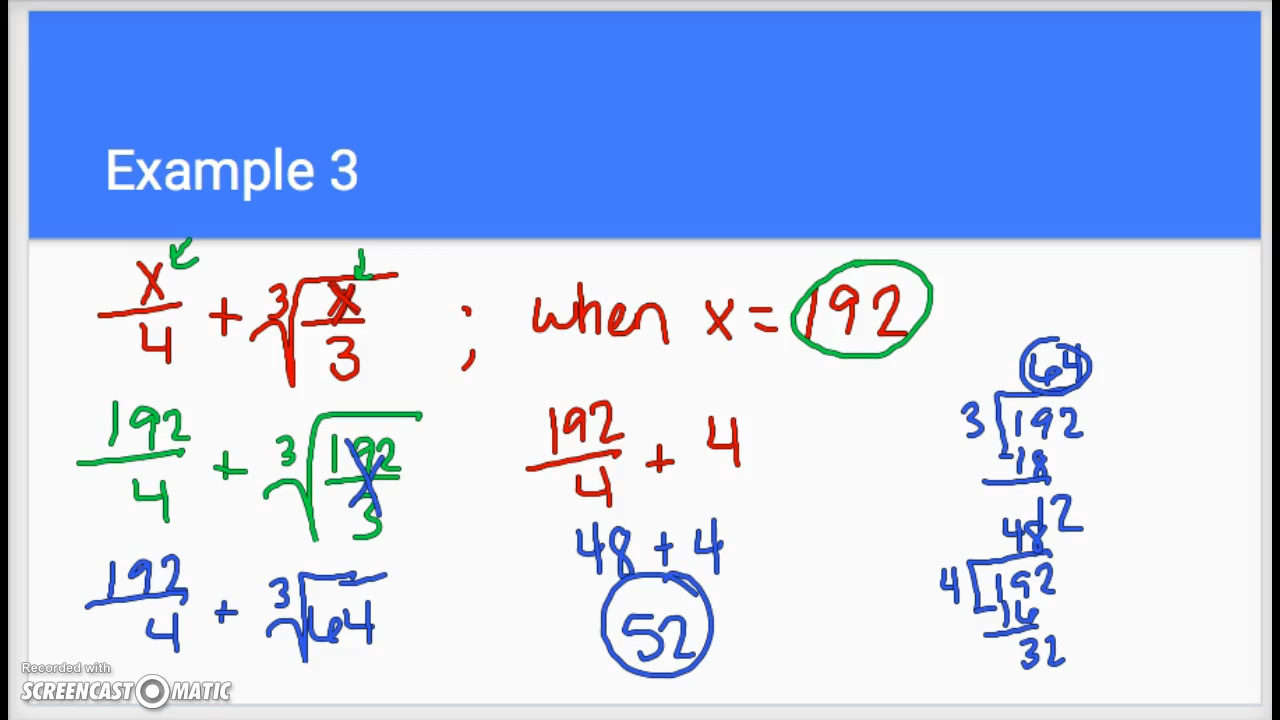 Example 3
x/4 + ∛(x/3) ; when x = 192
192/4 + ∛(192/3)
192/4 + ∛64
192/4 + 4
48 + 4
52
64
3 192
18
12
48
4 192
16
32
Recorded with
SCREENCAST O MATIC